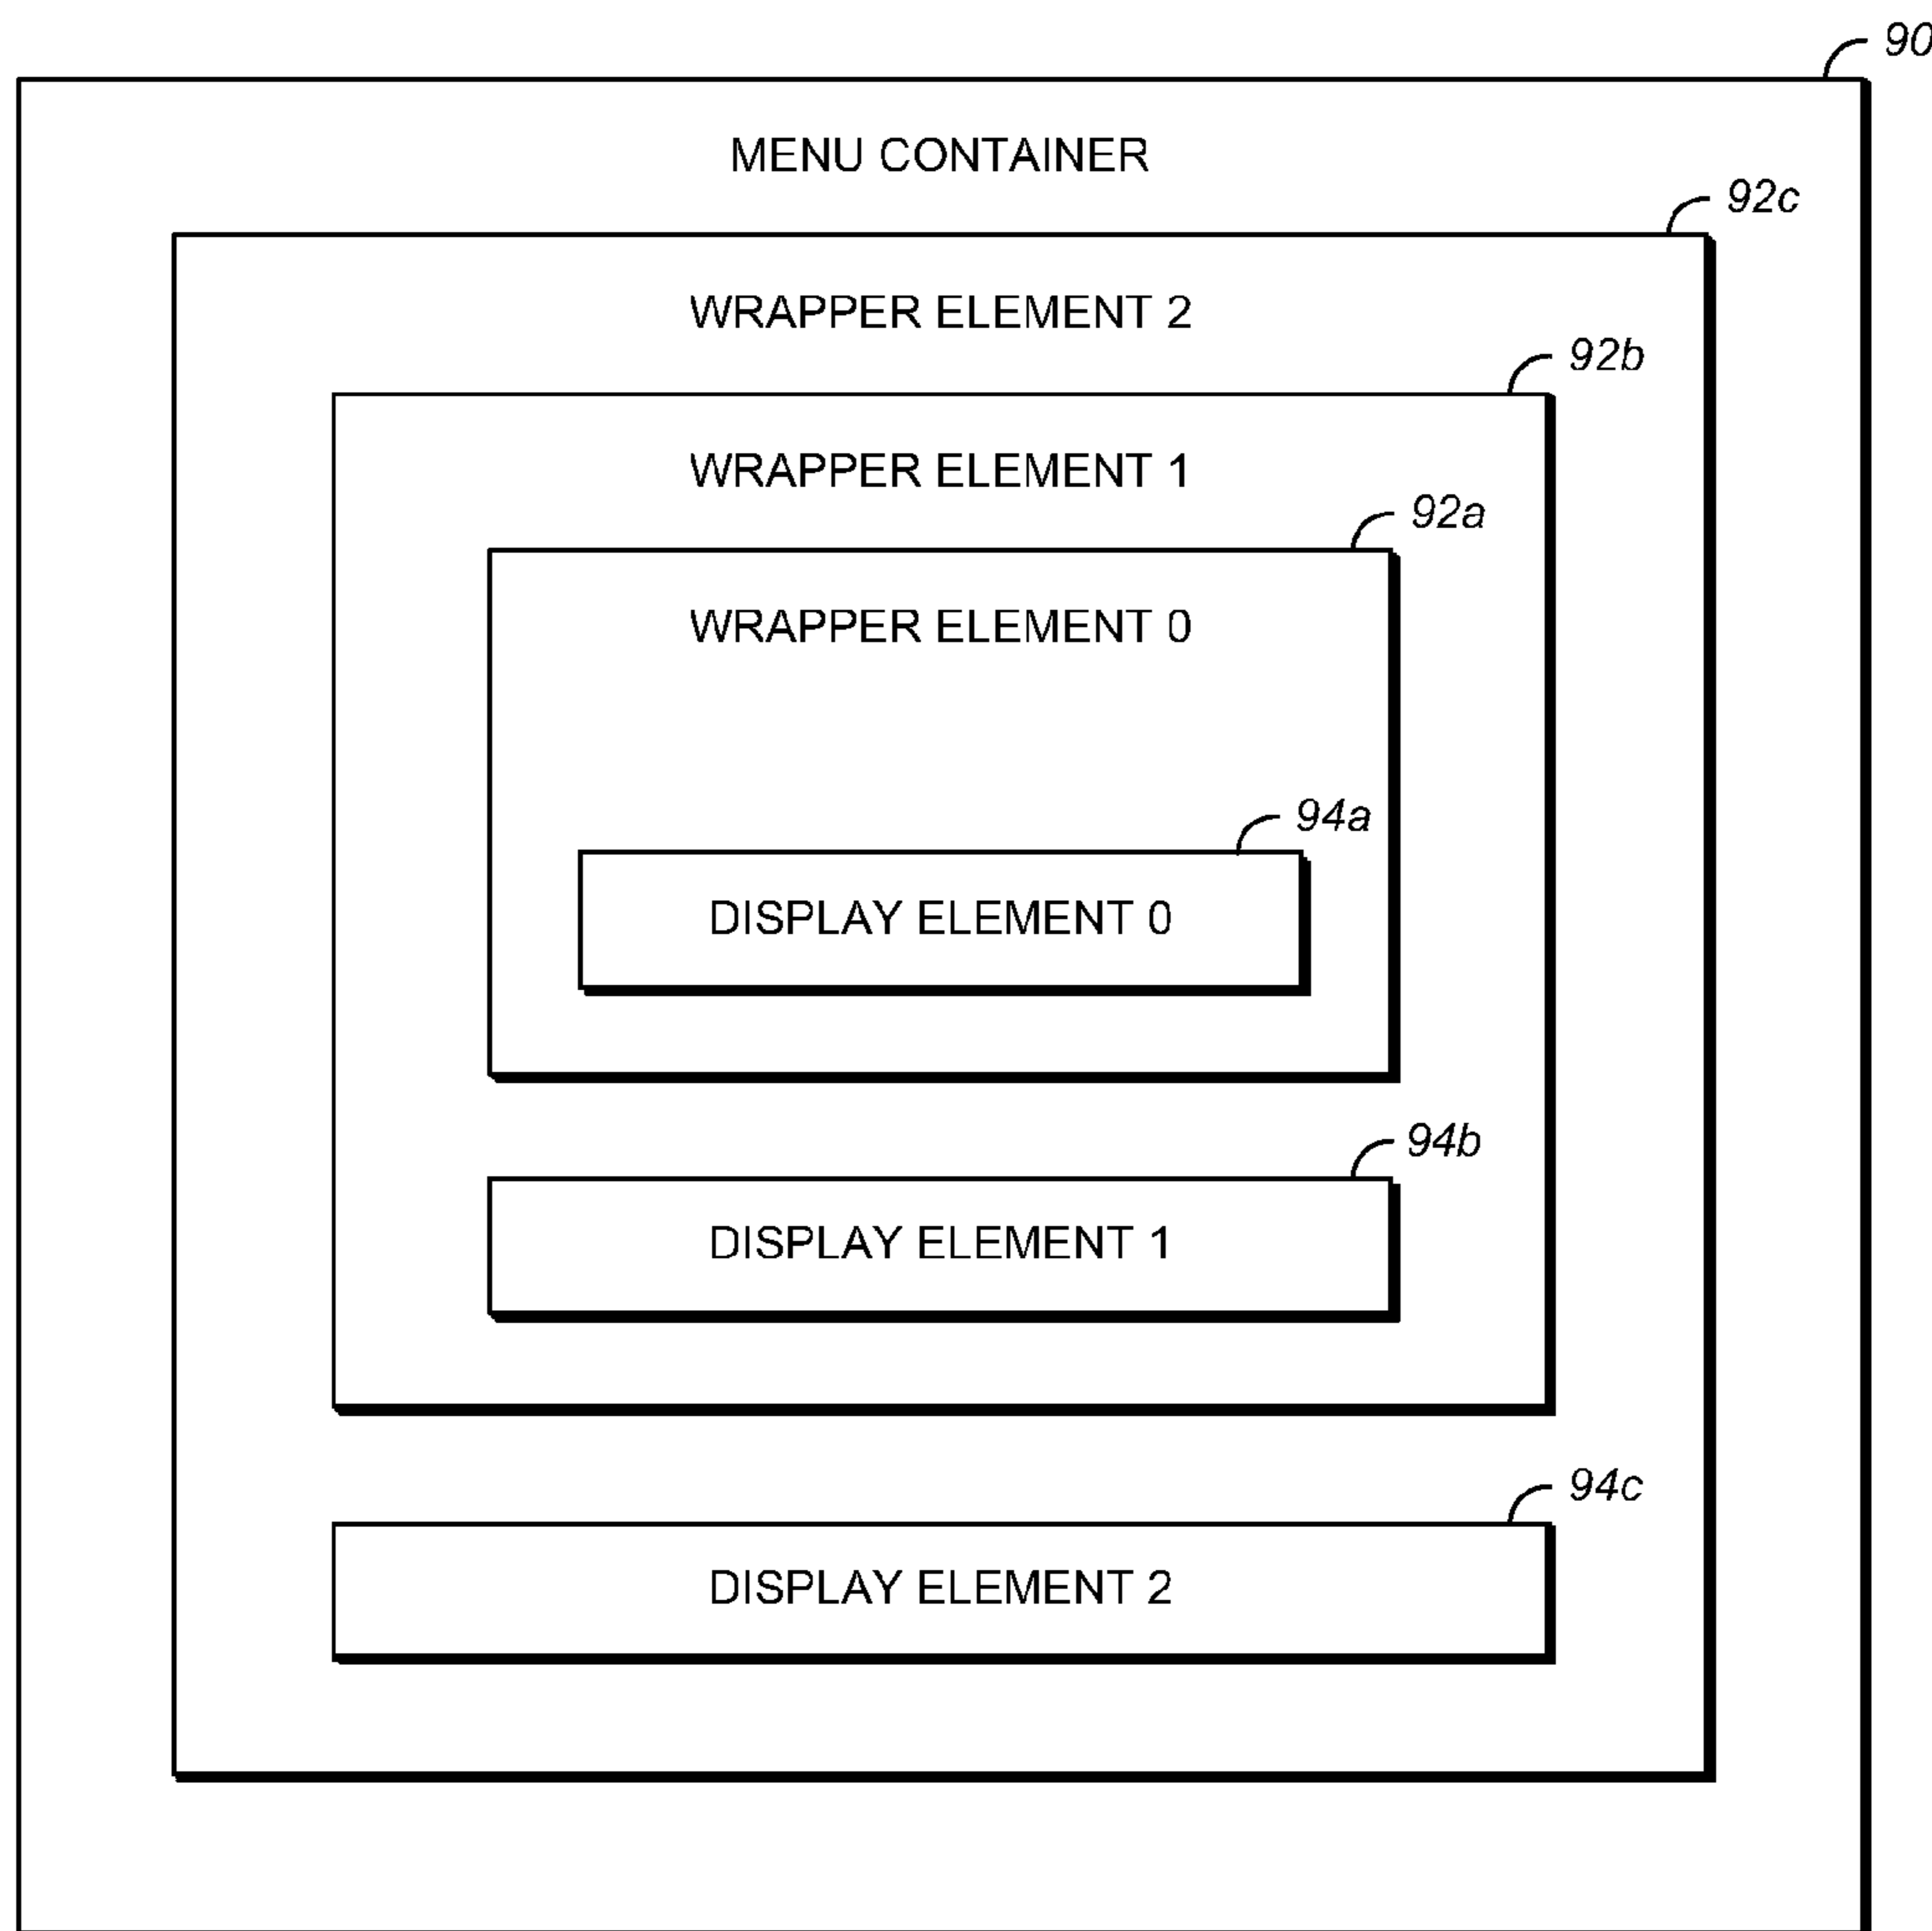 90
MENU CONTAINER
92c
WRAPPER ELEMENT 2
92b
WRAPPER ELEMENT 1
92a
WRAPPER ELEMENT 0
94a
DISPLAY ELEMENT 0
94b
DISPLAY ELEMENT 1
94c
DISPLAY ELEMENT 2